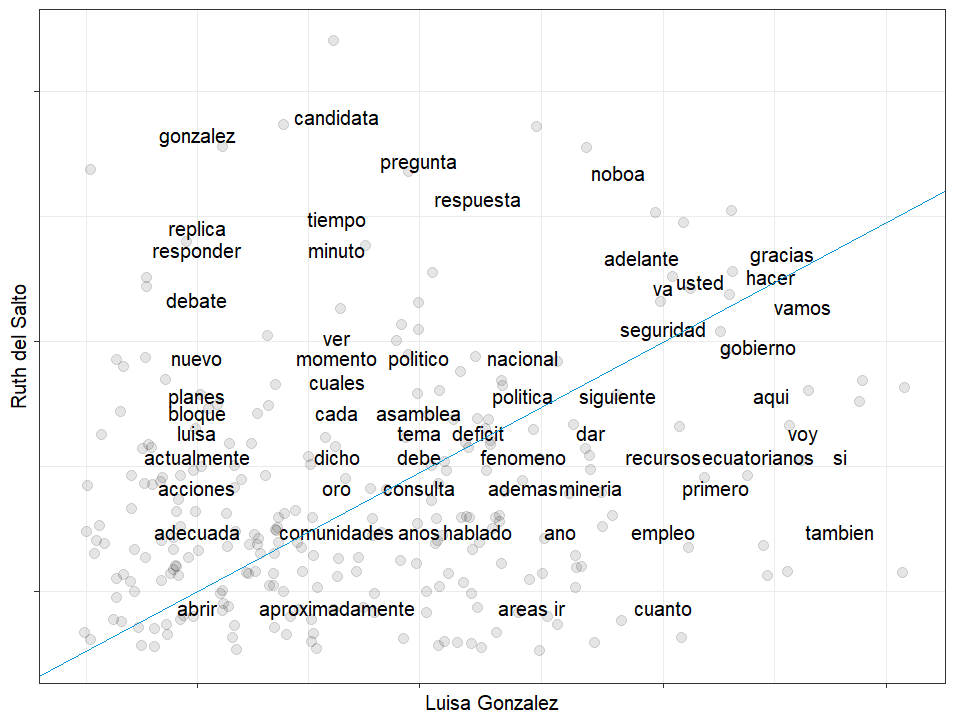 candidata
gonzalez
pregunta
noboa
respuesta
tiempo
replica
responder
minuto
adelante
gracias
hacer
va
usted
debate
vamos
seguridad
ver
gobierno
nuevo
momento
politico
nacional
cuales
planes
politica
siguiente
aqui
bloque
cada
asamblea
luisa
tema
deficit
dar
voy
actualmente
dicho
debe
fenomeno
recursos
ecuatorianos
si
acciones
oro
consulta
ademas
mineria
primero
adecuada
comunidades
anos
hablado
ano
empleo
tambien
abrir
aproximadamente
areas
ir
cuanto
Ruth del Salto
Luisa Gonzalez